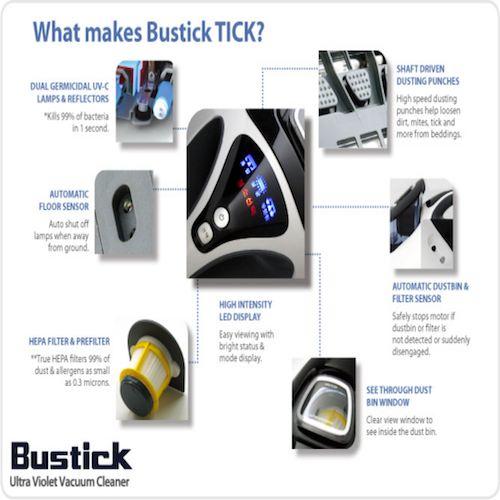 What makes Bustick TICK?
DUAL GERMICIDAL UV-C
LAMPS & REFLECTORS
*Kills 99% of bacteria
in 1 second.
SHAFT DRIVEN
DUSTING PUNCHES
High speed dusting
punches help loosen
dirt, mites, tick and
more from beddings.
AUTOMATIC
FLOOR SENSOR
Auto shut off
lamps when away
from ground.
AUTOMATIC DUSTBIN &
FILTER SENSOR
Safely stops motor if
dustbin or filter is
not detected or suddenly
disengaged.
HIGH INTENSITY
LED DISPLAY
Easy viewing with
bright status &
mode display.
HEPA FILTER & PREFILTER
**True HEPA filters 99% of
dust & allergens as small
as 0.3 microns.
SEE THROUGH DUST
BIN WINDOW
Clear view window to
see inside the dust bin.
Bustick
Ultra Violet Vacuum Cleaner